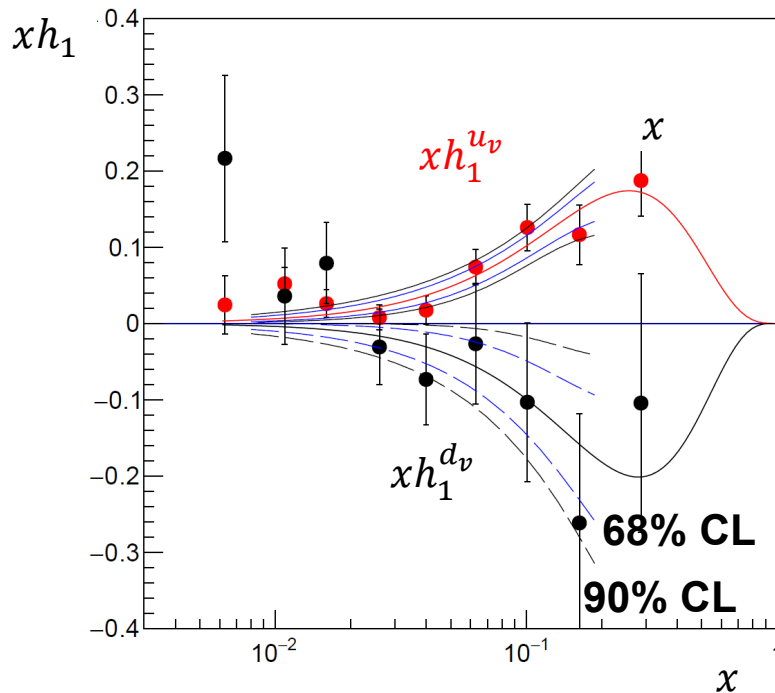 xh₁
0.4
0.3
0.2
0.1
0
−0.1
−0.2
−0.3
−0.4
xh₁ᵘᵛ
x
xh₁ᵈᵛ
68% CL
90% CL
10⁻²
10⁻¹
1
x